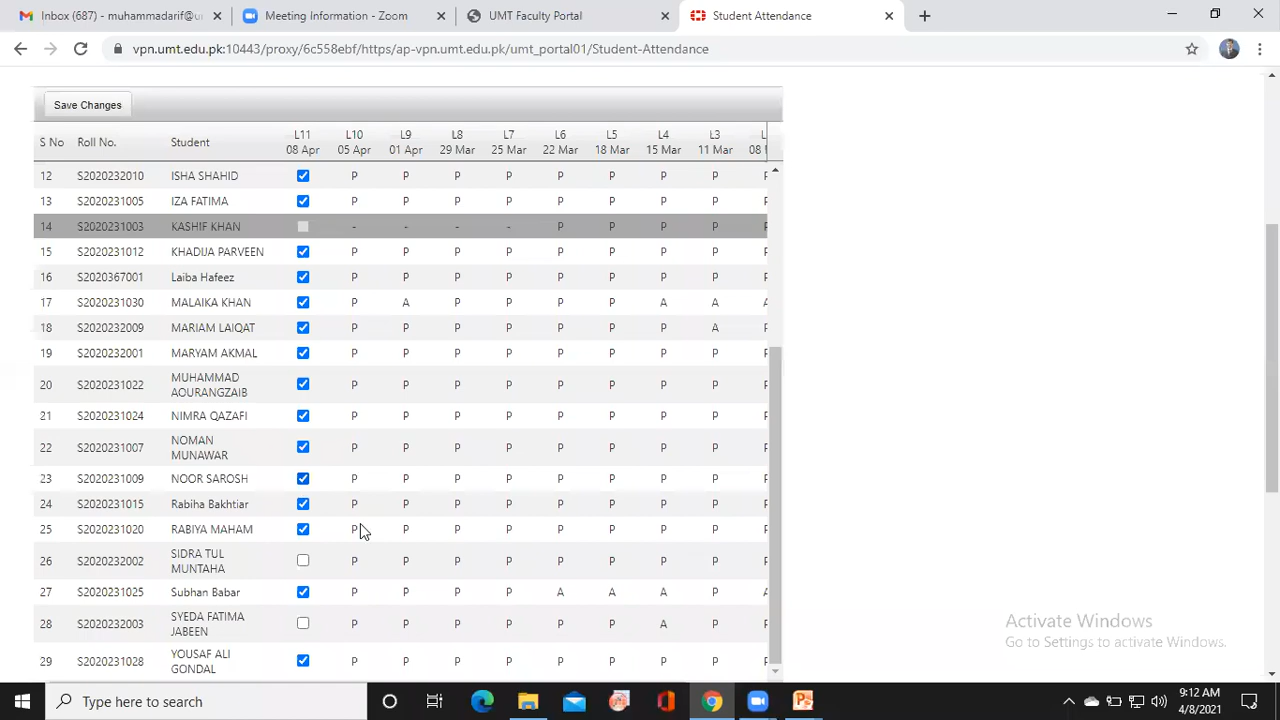 Inbox (687) - muhammadarif@u
Meeting Information - Zoom
UMT Faculty Portal
Student Attendance
vpn.umt.edu.pk:10443/proxy/6c558ebf/https/ap-vpn.umt.edu.pk/umt_portal01/Student-Attendance
Save Changes
S No Roll No. Student L11 08 Apr L10 05 Apr L9 01 Apr L8 29 Mar L7 25 Mar L6 22 Mar L5 18 Mar L4 15 Mar L3 11 Mar L 08
12 S2020232010 ISHA SHAHID P P P P P P P P
13 S2020231005 IZA FATIMA P P P P P P P P
14 S2020231003 KASHIF KHAN - - - - P P P P
15 S2020231012 KHADIJA PARVEEN P P P P P P P P
16 S2020367001 Laiba Hafeez P P P P P P P P
17 S2020231030 MALAIKA KHAN P A P P P P A A
18 S2020232009 MARIAM LAIQAT P P P P P P P A
19 S2020232001 MARYAM AKMAL P P P P P P P P
20 S2020231022 MUHAMMAD AOURANGZAIB P P P P P P P P
21 S2020231024 NIMRA QAZAFI P P P P P P P P
22 S2020231007 NOMAN MUNAWAR P P P P P P P P
23 S2020231009 NOOR SAROSH P P P P P P P P
24 S2020231015 Rabiha Bakhtiar P P P P P P P P
25 S2020231020 RABIYA MAHAM P P P P P P P P
26 S2020232002 SIDRA TUL MUNTAHA P P P P P P P P
27 S2020231025 Subhan Babar P P P P A A A P
28 S2020232003 SYEDA FATIMA JABEEN P P P P P P A P
29 S2020231028 YOUSAF ALI GONDAL P P P P P P P P
Activate Windows
Go to Settings to activate Windows.
Type here to search
9:12 AM
4/8/2021